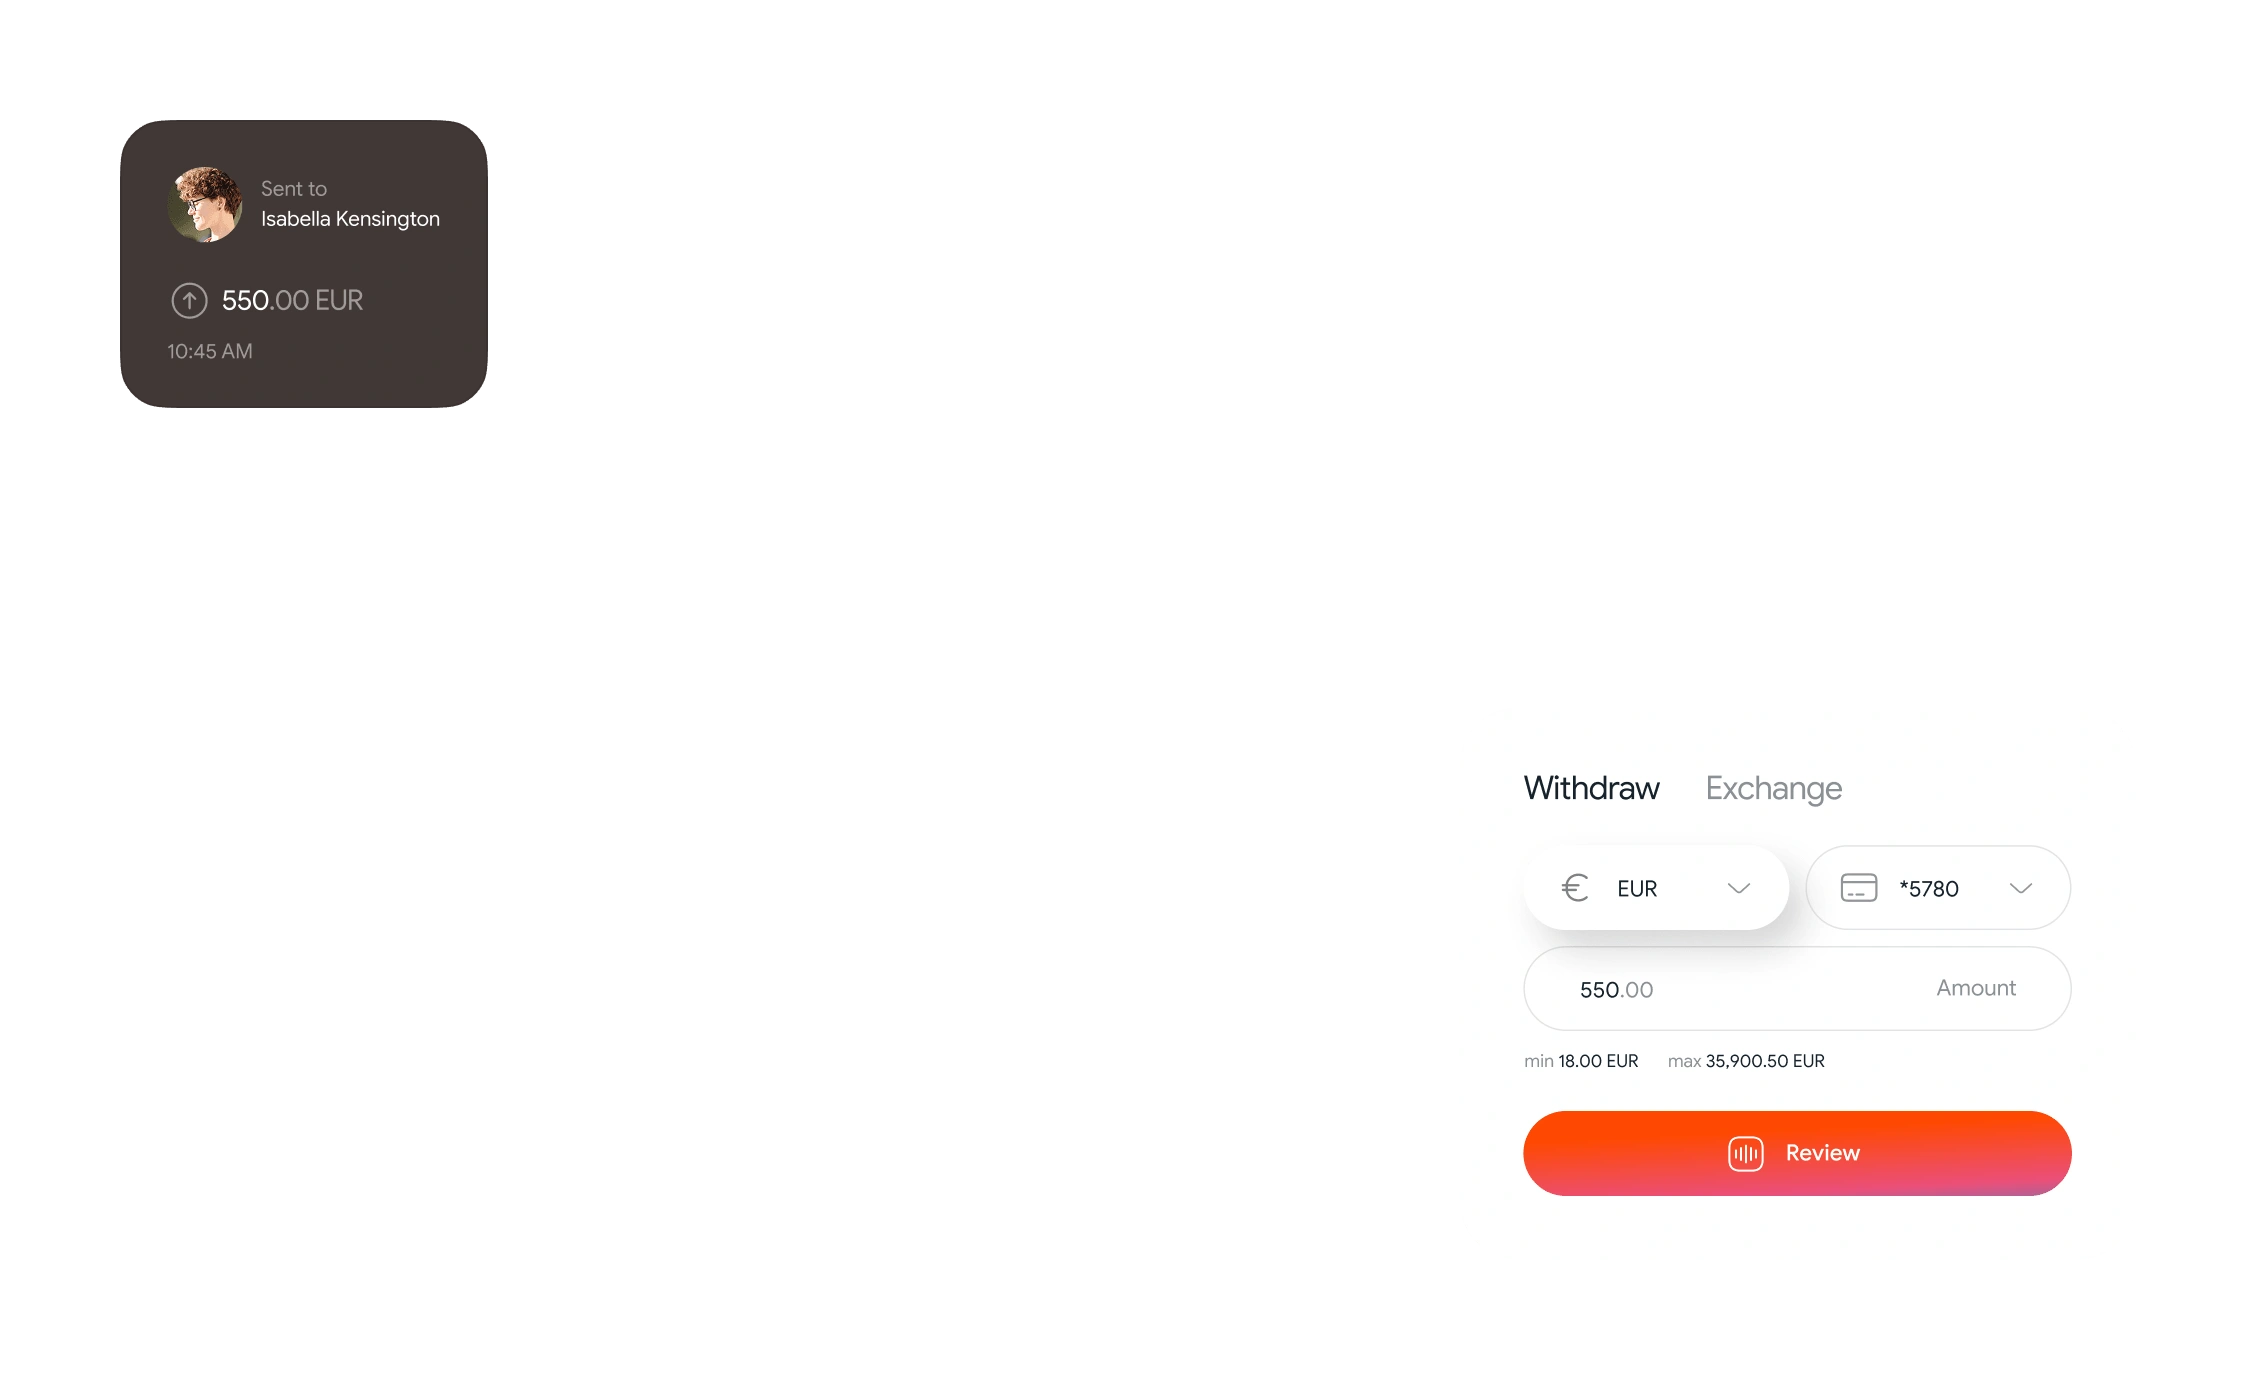 Sent to
Isabella Kensington
550.00 EUR
10:45 AM
Withdraw Exchange
€ EUR *5780
550.00 Amount
min 18.00 EUR max 35,900.50 EUR
Review